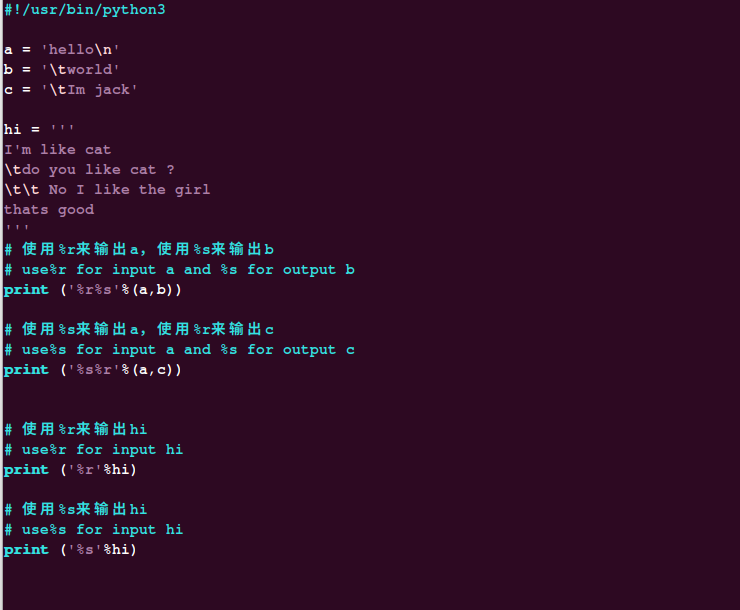 #!/usr/bin/python3
a = 'hello\n'
b = '\tworld'
c = '\tIm jack'
hi = '''
I'm like cat
\tdo you like cat ?
\t\t No I like the girl
thats good
'''
# 使用%r来输出a，使用%s来输出b
# use%r for input a and %s for output b
print ('%r%s'%(a,b))
# 使用%s来输出a，使用%r来输出c
# use%s for input a and %s for output c
print ('%s%r'%(a,c))
# 使用%r来输出hi
# use%r for input hi
print ('%r'%hi)
# 使用%s来输出hi
# use%s for input hi
print ('%s'%hi)